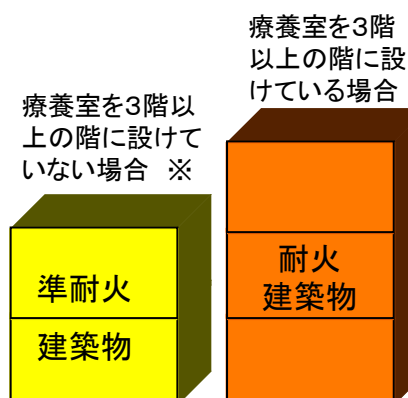 療養室を3階以
上の階に設けて
いない場合 ※
準耐火
建築物
療養室を3階
以上の階に設
けている場合
耐火
建築物